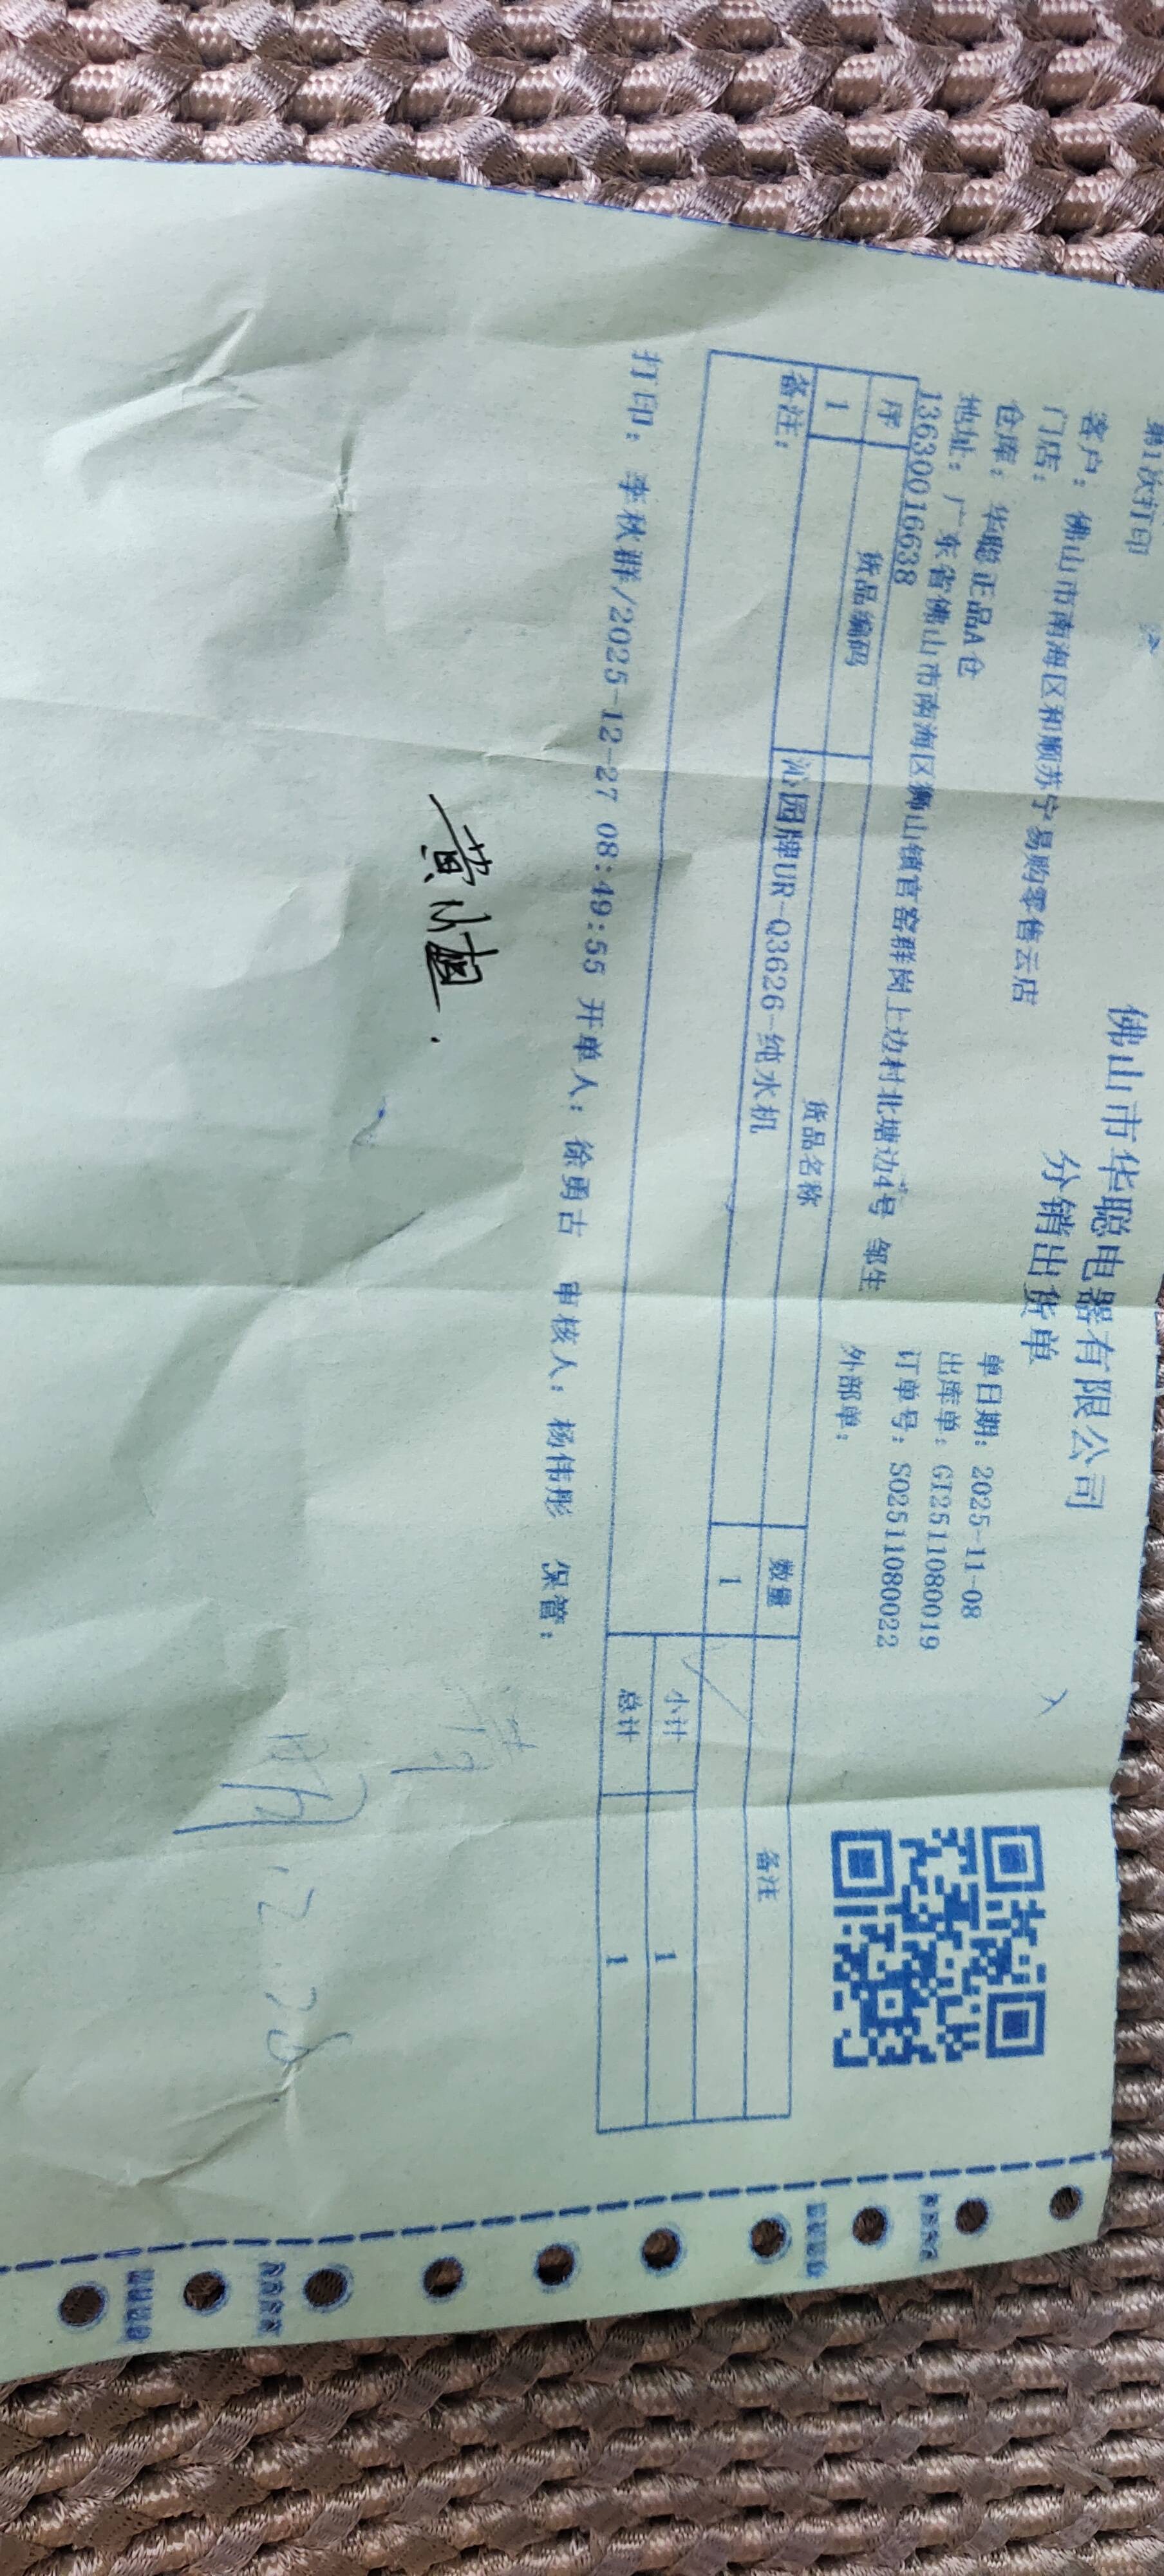 第1次打印
佛山市华聪电器有限公司
分销出货单
客户： 佛山市南海区和顺苏宁易购零售云店
门店：
仓库： 华聪正品A仓
地址： 广东省佛山市南海区狮山镇官窑群岗上边村北塘边4号 邹生
13630016638
单日期: 2025-11-08
出库单: GI2511080019
订单号: SO2511080022
外部单:
序 货品编码 货品名称 数量 备注
1 沁园牌UR-Q3626-纯水机 1
备注: 小计 1
总计 1
打印: 李秋群/2025-12-27 08:49:55 开单人: 徐勇古 审核人: 杨伟彤 保管: